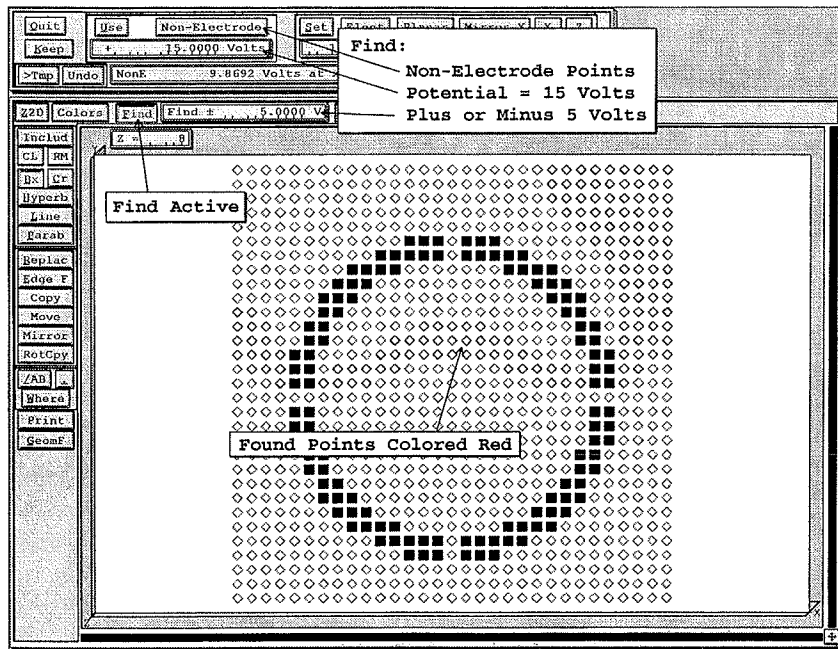 Quit
Use Non-Electrode
Set
Keep
+ 15.0000 Volts
Find:
Non-Electrode Points
Potential = 15 Volts
Plus or Minus 5 Volts
>Tmp Undo NonE 9.8692 Volts at
Z2D Colors Find Find ± 5.0000 V
Includ
Z = 8
CL RM
Bx Cr
Hyperb
Line
Parab
Find Active
Replac
Edge F
Copy
Move
Mirror
RotCpy
/AB
Where
Print
GeomF
Found Points Colored Red
Y
X